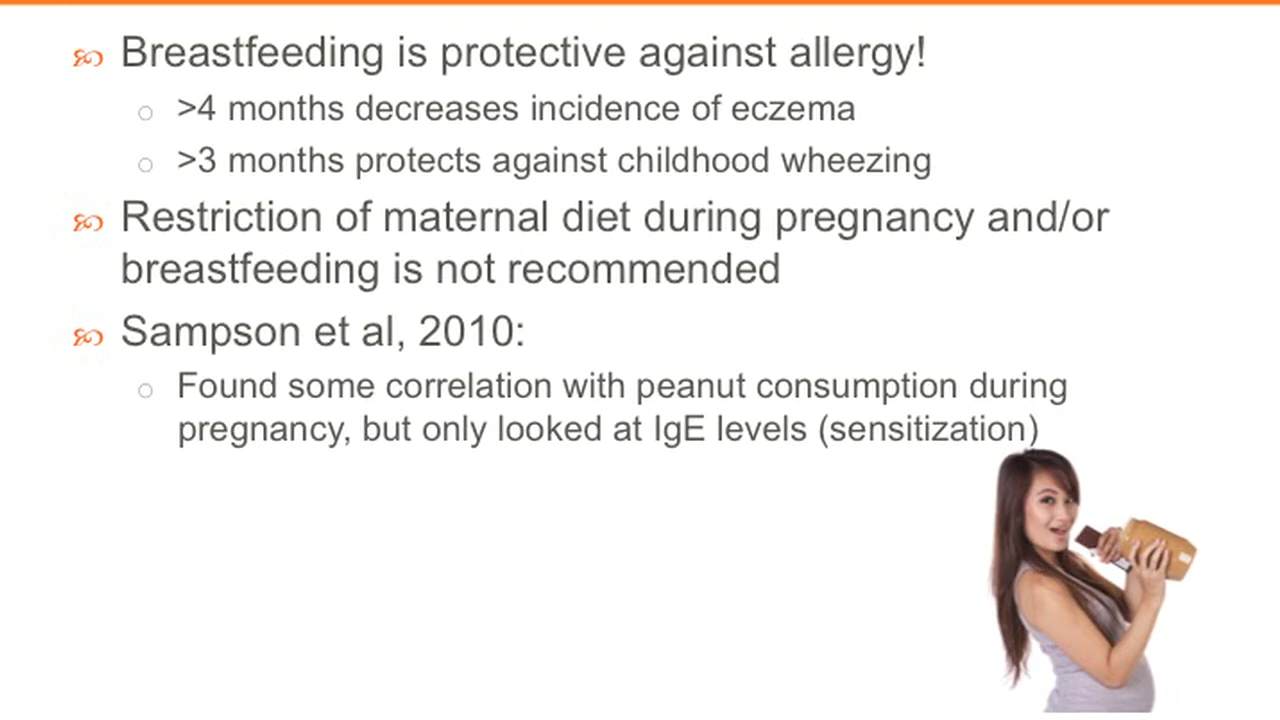 Breastfeeding is protective against allergy!
>4 months decreases incidence of eczema
>3 months protects against childhood wheezing
Restriction of maternal diet during pregnancy and/or
breastfeeding is not recommended
Sampson et al, 2010:
Found some correlation with peanut consumption during
pregnancy, but only looked at IgE levels (sensitization)